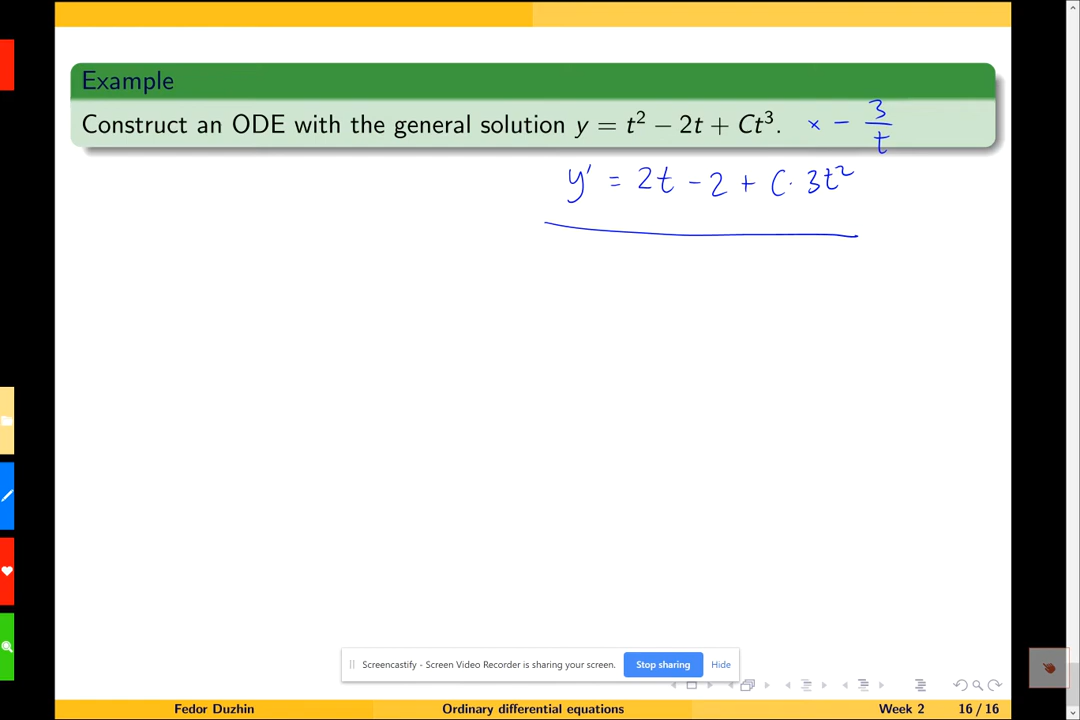 Example
Construct an ODE with the general solution y = t² − 2t + Ct³. × − 3/t
y' = 2t − 2 + C · 3t²
Screencastify - Screen Video Recorder is sharing your screen. Stop sharing Hide
Fedor Duzhin Ordinary differential equations Week 2 16 / 16